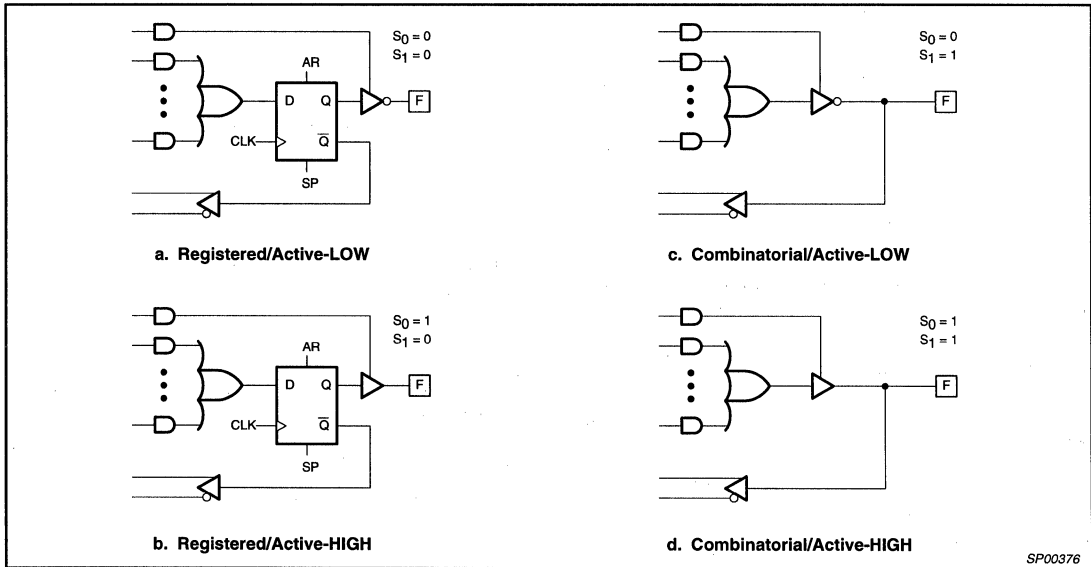 S0 = 0
S1 = 0
AR
D Q
F
CLK
Q̅
SP
a. Registered/Active-LOW
S0 = 0
S1 = 1
F
c. Combinatorial/Active-LOW
S0 = 1
S1 = 0
AR
D Q
F
CLK
Q̅
SP
b. Registered/Active-HIGH
S0 = 1
S1 = 1
F
d. Combinatorial/Active-HIGH
SP00376